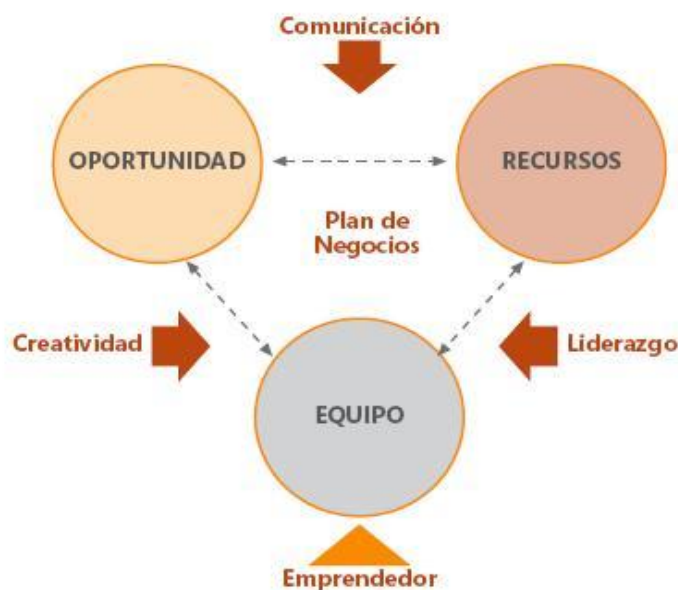 Comunicación
OPORTUNIDAD
RECURSOS
Plan de
Negocios
Creatividad
Liderazgo
EQUIPO
Emprendedor